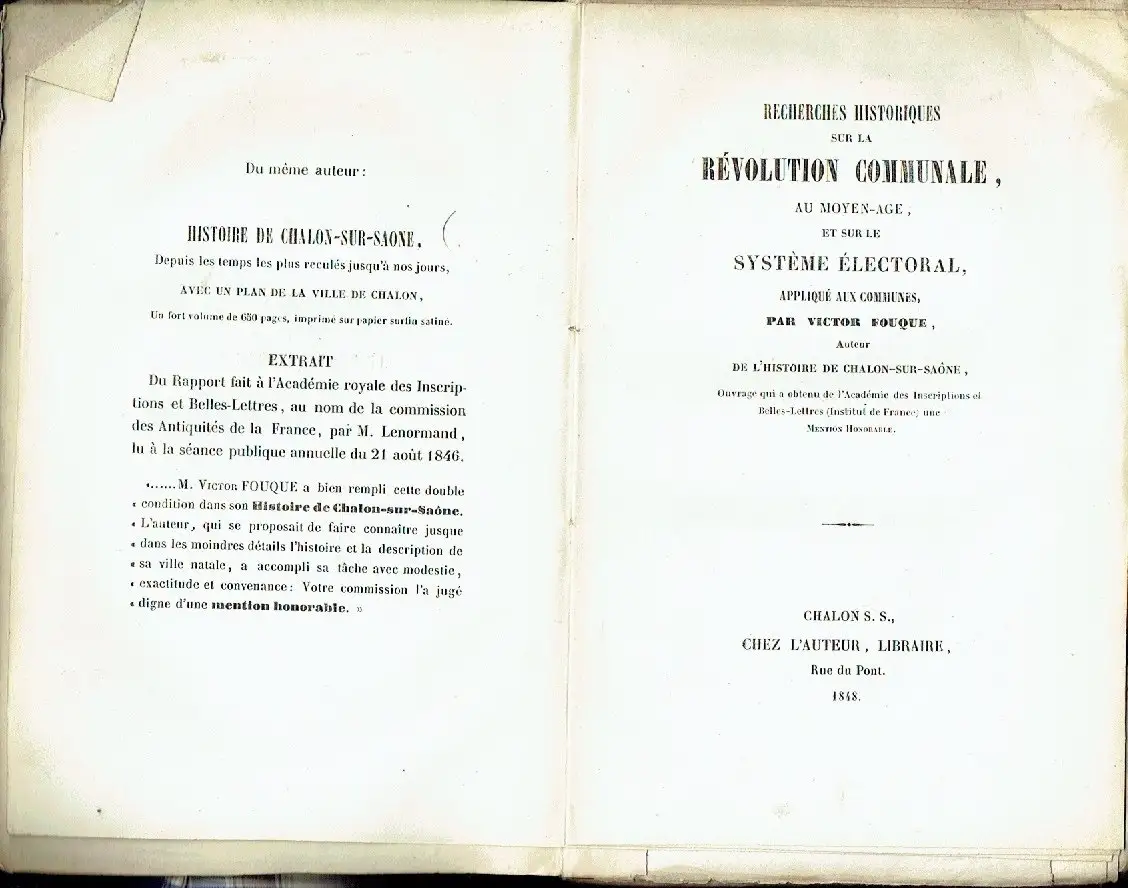 Du même auteur :
HISTOIRE DE CHALON-SUR-SAONE,
Depuis les temps les plus reculés jusqu'à nos jours,
AVEC UN PLAN DE LA VILLE DE CHALON,
Un fort volume de 650 pages, imprimé sur papier surfin satiné.
EXTRAIT
Du Rapport fait à l'Académie royale des Inscrip-
tions et Belles-Lettres, au nom de la commission
des Antiquités de la France, par M. Lenormand,
lu à la séance publique annuelle du 21 août 1846.
«......M. VICTOR FOUQUE a bien rempli cette double
« condition dans son Histoire de Chalon-sur-Saône.
« L'auteur, qui se proposait de faire connaître jusque
« dans les moindres détails l'histoire et la description de
« sa ville natale, a accompli sa tâche avec modestie,
« exactitude et convenance : Votre commission l'a jugé
« digne d'une mention honorable. »
RECHERCHES HISTORIQUES
SUR LA
RÉVOLUTION COMMUNALE,
AU MOYEN-AGE,
ET SUR LE
SYSTÈME ÉLECTORAL,
APPLIQUÉ AUX COMMUNES,
PAR VICTOR FOUQUE,
Auteur
DE L'HISTOIRE DE CHALON-SUR-SAÔNE,
Ouvrage qui a obtenu de l'Académie des Inscriptions et
Belles-Lettres (Institut de France) une
MENTION HONORABLE.
CHALON S. S.,
CHEZ L'AUTEUR, LIBRAIRE,
Rue du Pont.
1848.